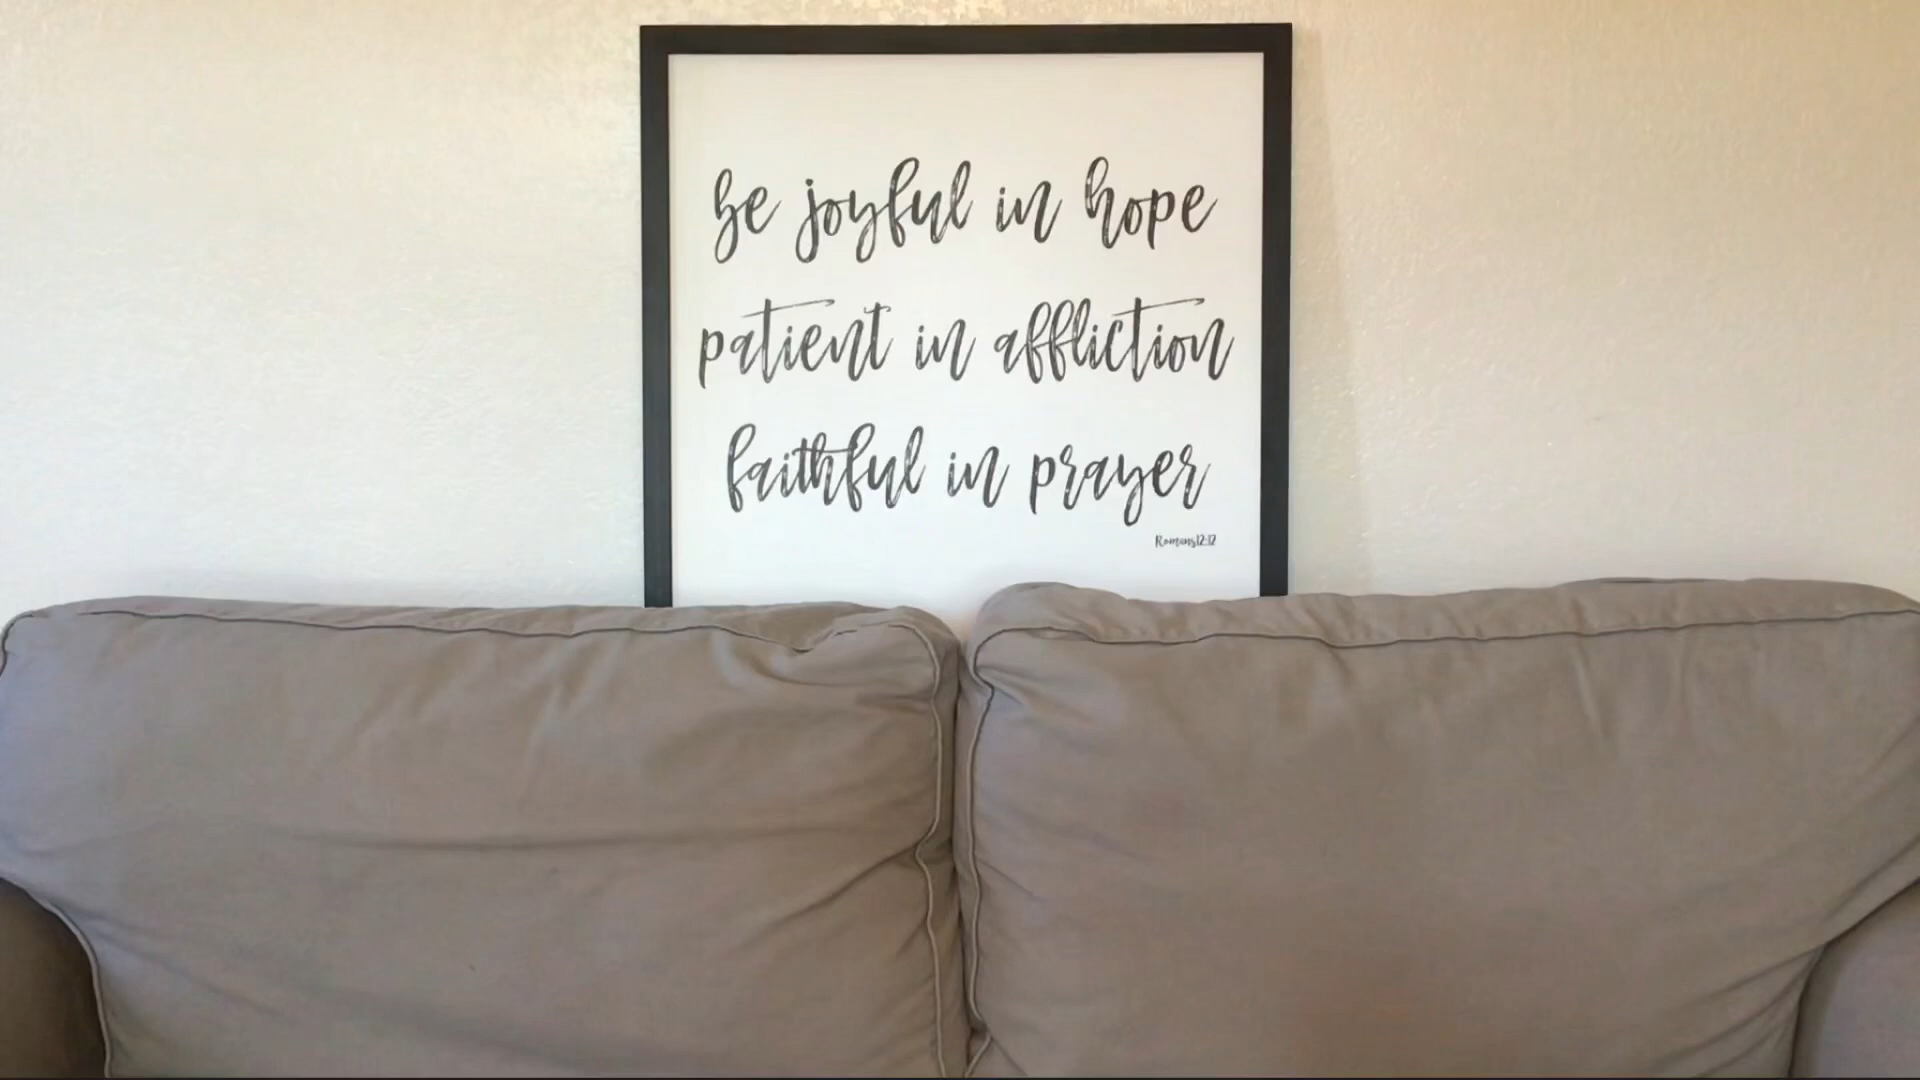 be joyful in hope
patient in affliction
faithful in prayer
Romans 12:12